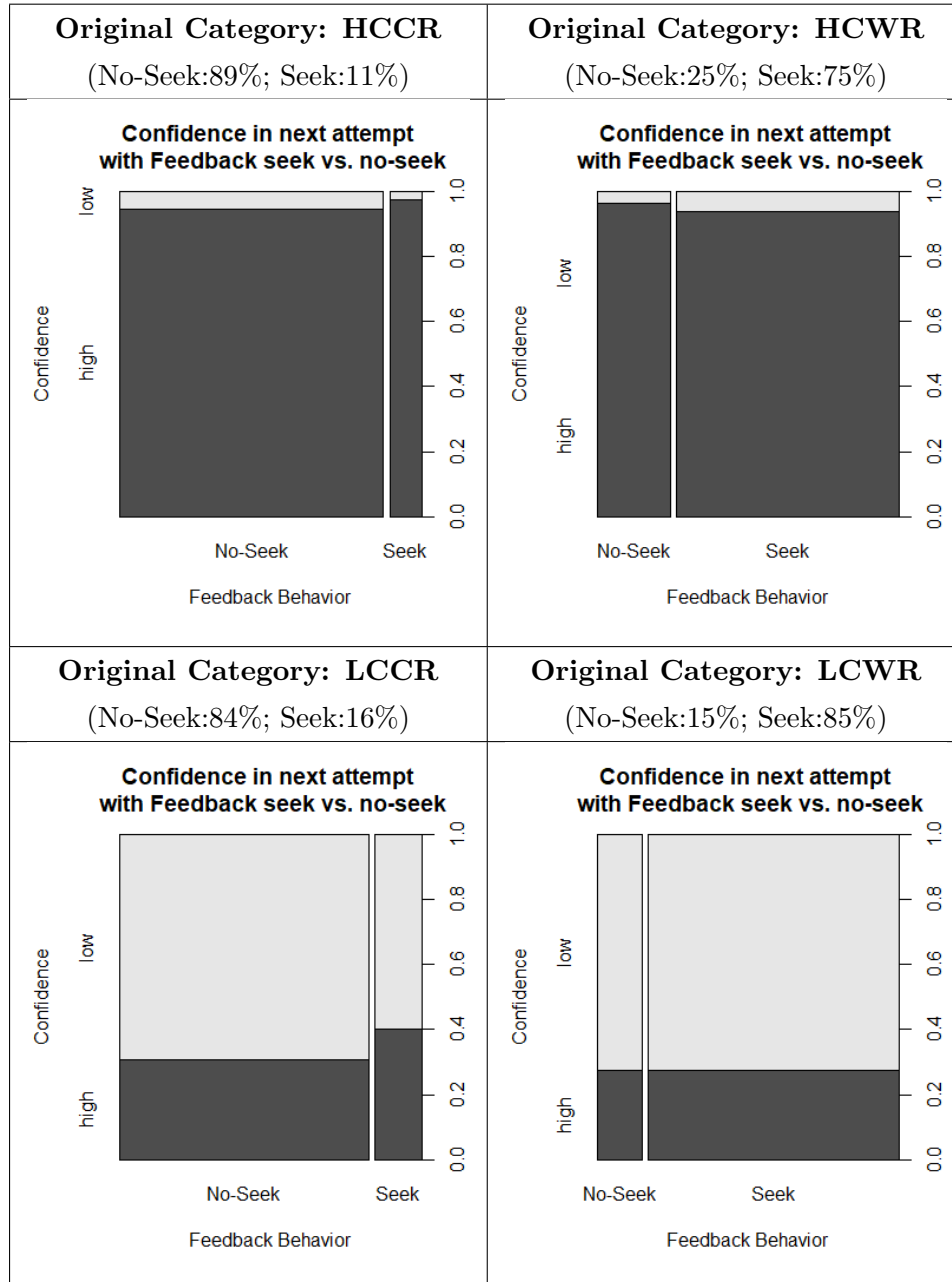 Original Category: HCCR
(No-Seek:89%; Seek:11%)
Confidence in next attempt
with Feedback seek vs. no-seek
Confidence
low
high
1.0
0.8
0.6
0.4
0.2
0.0
No-Seek
Seek
Feedback Behavior
Original Category: HCWR
(No-Seek:25%; Seek:75%)
Confidence in next attempt
with Feedback seek vs. no-seek
Confidence
low
high
1.0
0.8
0.6
0.4
0.2
0.0
No-Seek
Seek
Feedback Behavior
Original Category: LCCR
(No-Seek:84%; Seek:16%)
Confidence in next attempt
with Feedback seek vs. no-seek
Confidence
low
high
1.0
0.8
0.6
0.4
0.2
0.0
No-Seek
Seek
Feedback Behavior
Original Category: LCWR
(No-Seek:15%; Seek:85%)
Confidence in next attempt
with Feedback seek vs. no-seek
Confidence
low
high
1.0
0.8
0.6
0.4
0.2
0.0
No-Seek
Seek
Feedback Behavior